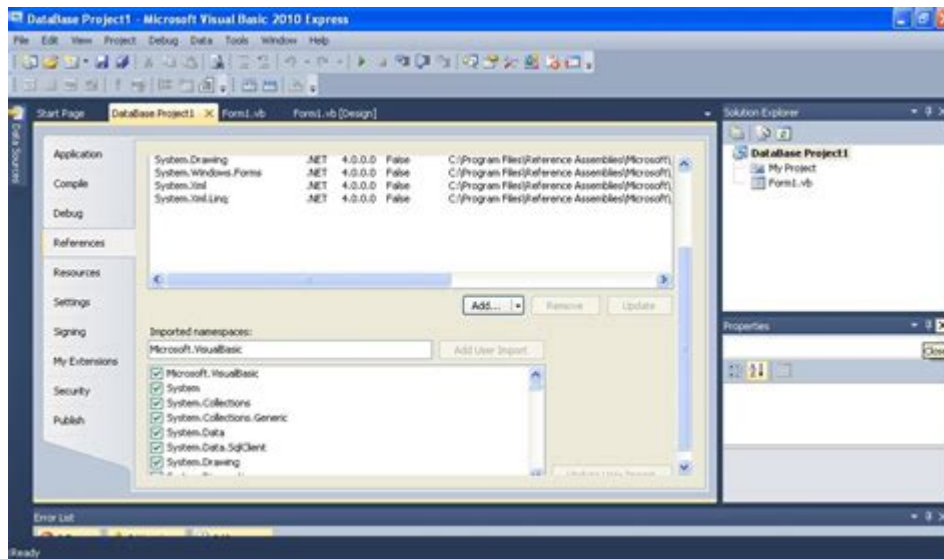 DataBase Project1 - Microsoft Visual Basic 2010 Express
File Edit View Project Debug Data Tools Window Help
Start Page DataBase Project1 Form1.vb Form1.vb [Design]
Solution Explorer
Data Sources
DataBase Project1
My Project
Form1.vb
Application
Compile
Debug
References
Resources
Settings
Signing
My Extensions
Security
Publish
System.Drawing .NET 4.0.0.0 False C:\Program Files\Reference Assemblies\Microsoft\
System.Windows.Forms .NET 4.0.0.0 False C:\Program Files\Reference Assemblies\Microsoft\
System.Xml .NET 4.0.0.0 False C:\Program Files\Reference Assemblies\Microsoft\
System.Xml.Linq .NET 4.0.0.0 False C:\Program Files\Reference Assemblies\Microsoft\
Add... Remove Update
Imported namespaces:
Microsoft.VisualBasic Add User Import
Microsoft.VisualBasic
System
System.Collections
System.Collections.Generic
System.Data
System.Data.SqlClient
System.Drawing
Properties
Close
Error List
Ready